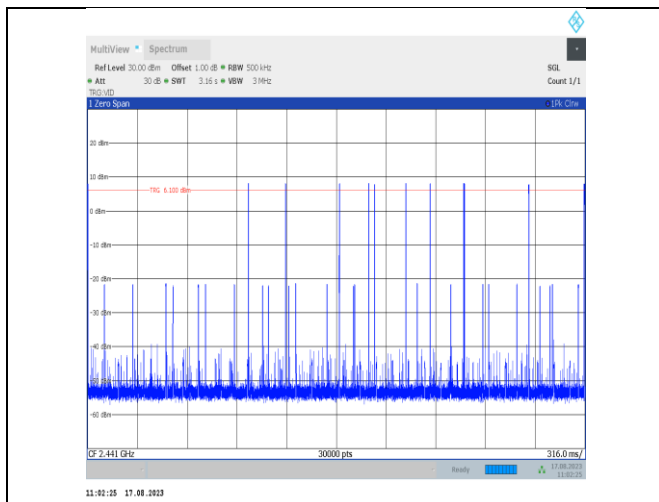 MultiView Spectrum
Ref Level 30.00 dBm Offset 1.00 dB RBW 500 kHz SGL
Att 30 dB SWT 3.16 s VBW 3 MHz Count 1/1
TRG:VID
1 Zero Span 1Pk Clrw
20 dBm
10 dBm
TRG 6.100 dBm
0 dBm
-10 dBm
-20 dBm
-30 dBm
-40 dBm
-60 dBm
CF 2.441 GHz 30000 pts 316.0 ms/
Ready 17.08.2023
11:02:25
11:02:25 17.08.2023